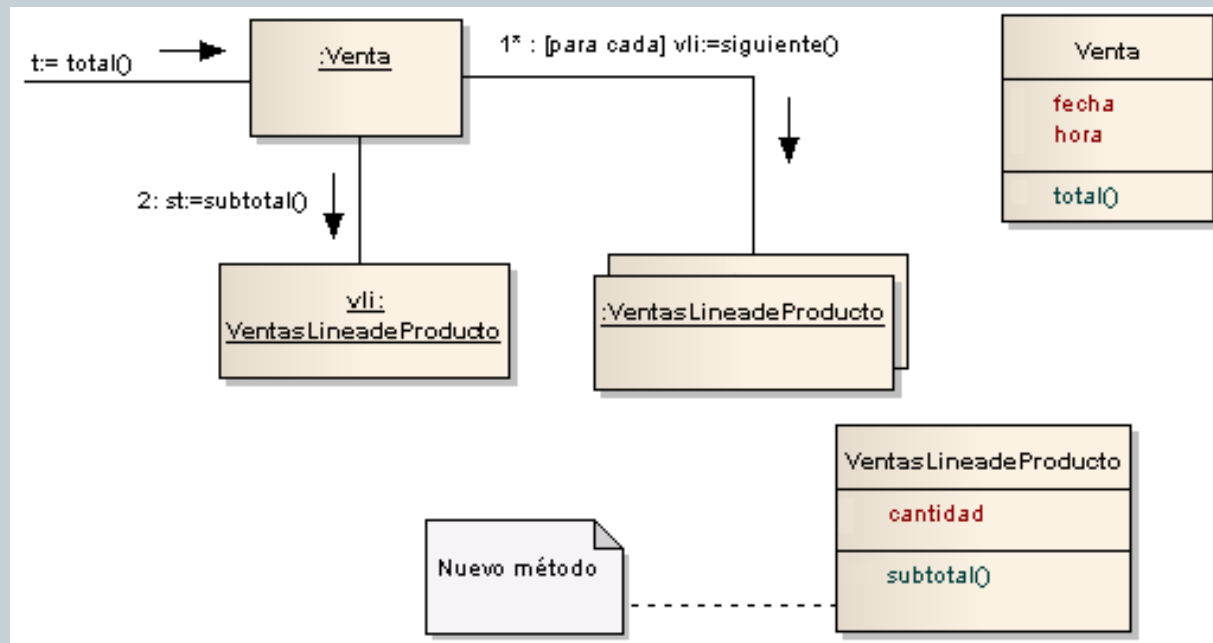 t:= total()
:Venta
1* : [para cada] vli:=siguiente()
2: st:=subtotal()
vli:
VentasLineadeProducto
:VentasLineadeProducto
Venta
fecha
hora
total()
VentasLineadeProducto
cantidad
subtotal()
Nuevo método